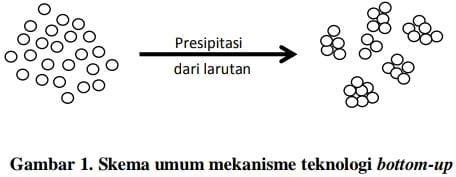 Presipitasi
dari larutan
Gambar 1. Skema umum mekanisme teknologi bottom-up